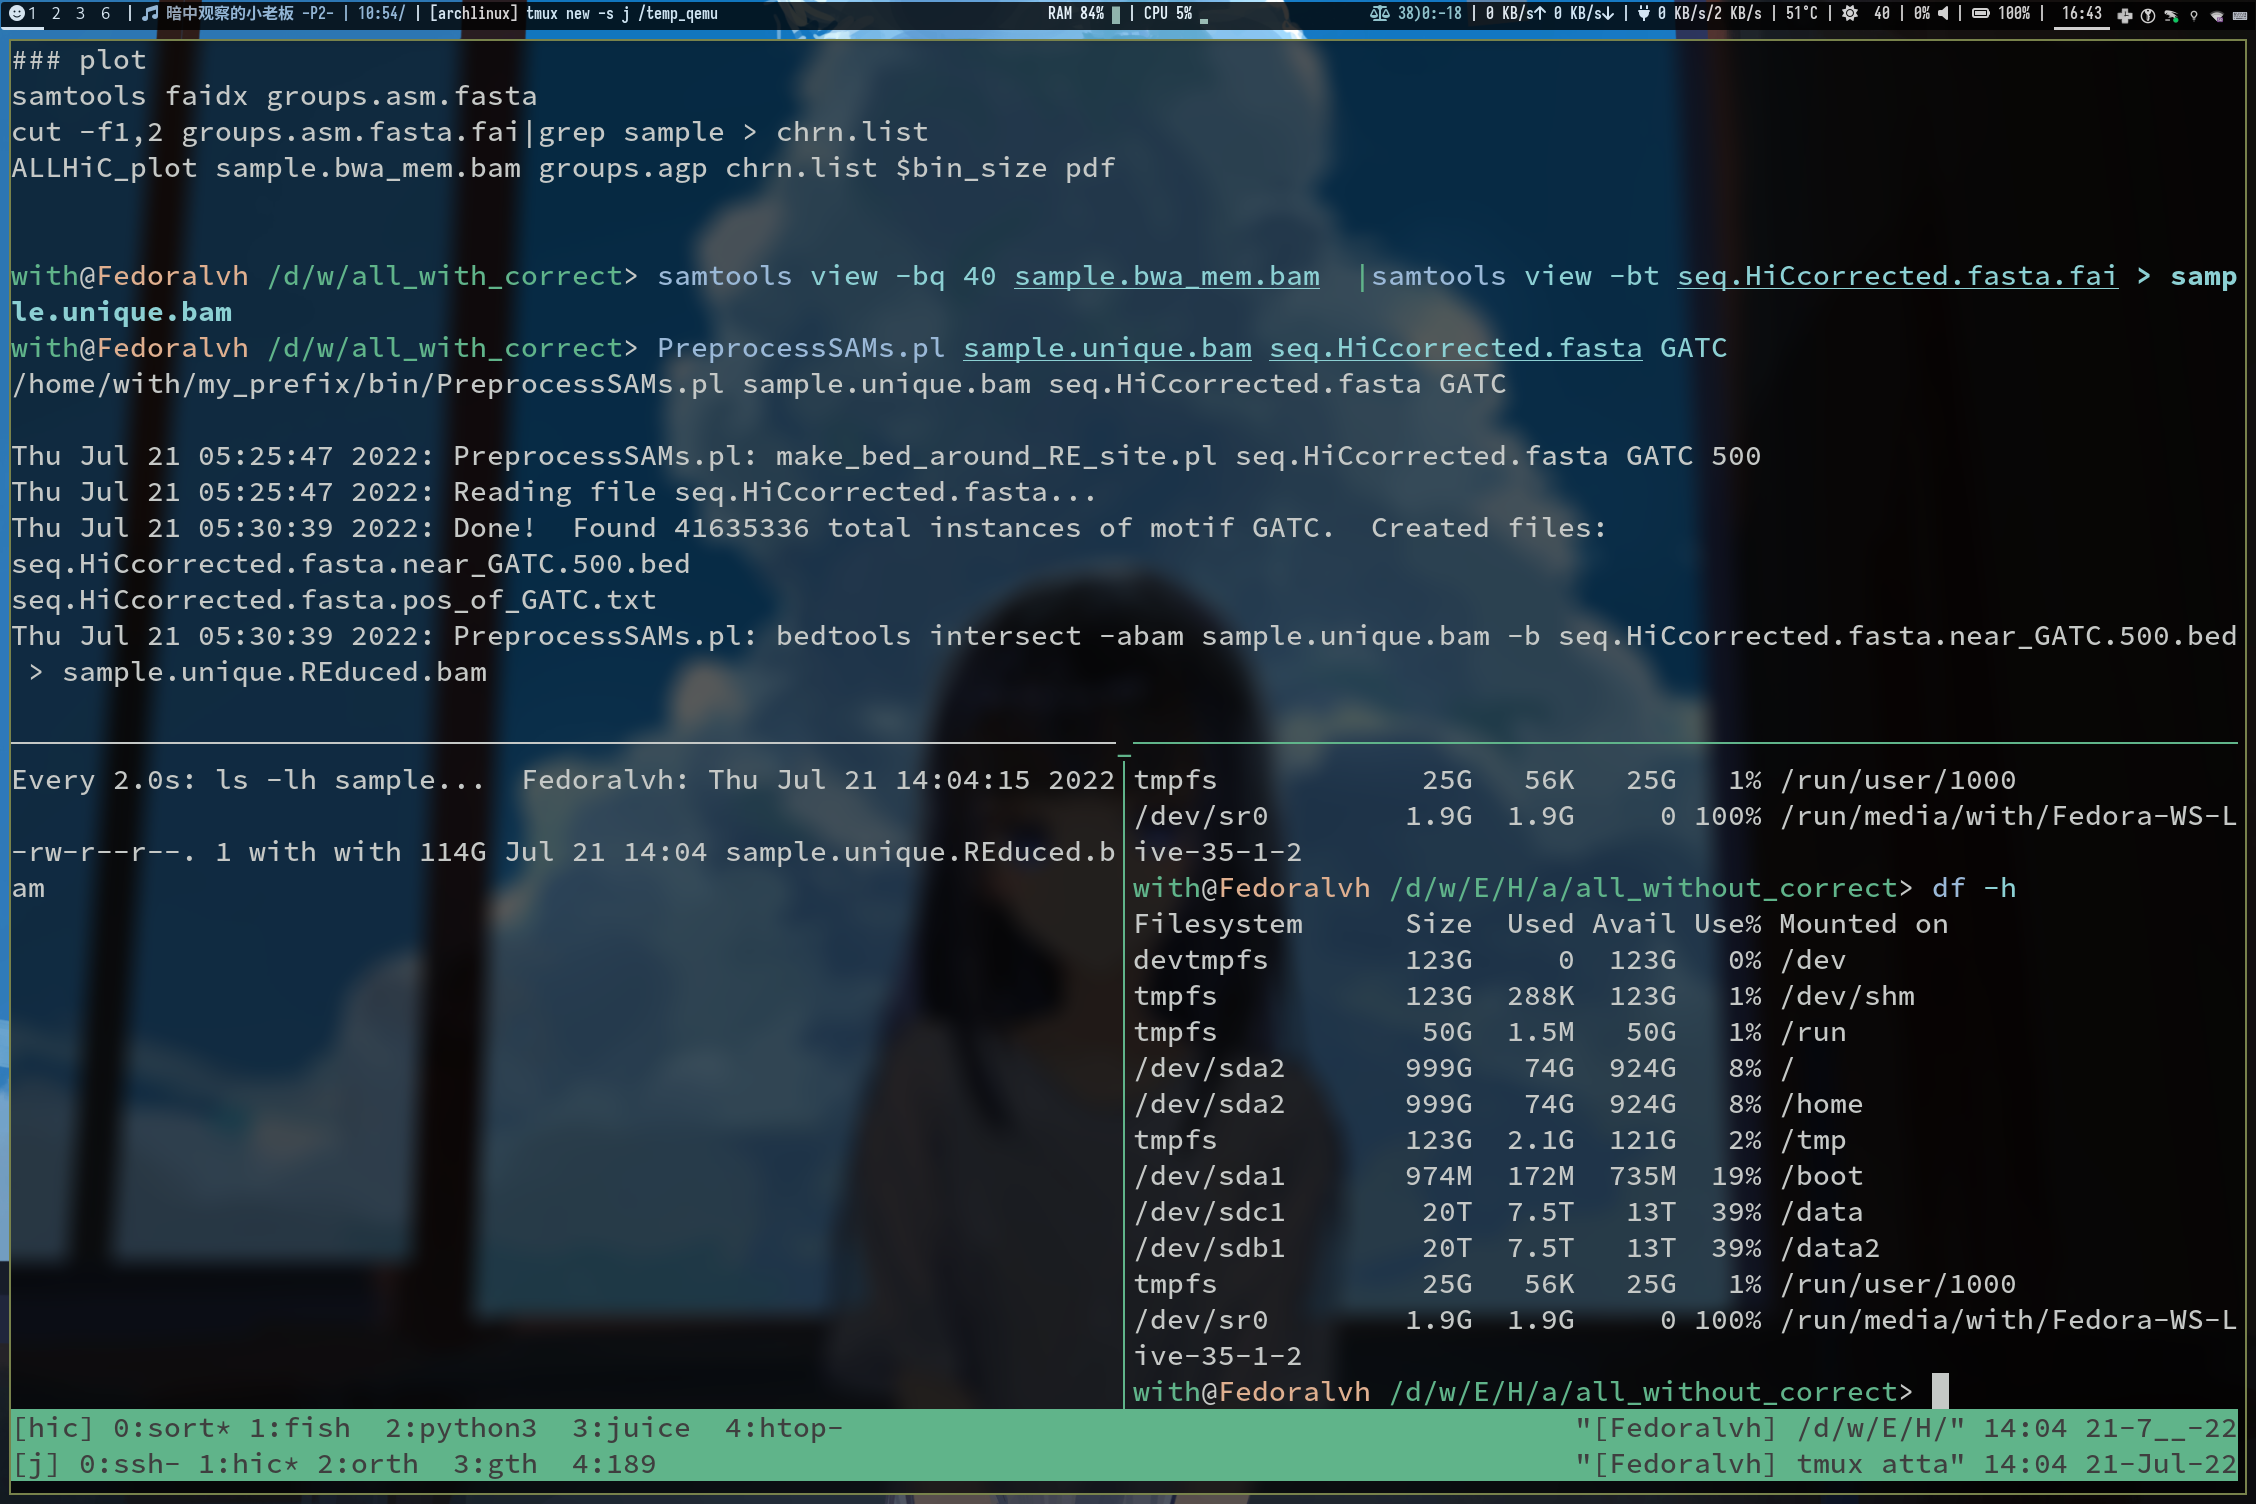 1 2 3 6 | 暗中观察的小老板 -P2- | 10:54/ | [archlinux] tmux new -s j /temp_qemu
RAM 84% | CPU 5%
38)0:-18 | 0 KB/s↑ 0 KB/s↓ | 0 KB/s/2 KB/s | 51°C | 40 | 0% | 100% | 16:43
### plot
samtools faidx groups.asm.fasta
cut -f1,2 groups.asm.fasta.fai|grep sample > chrn.list
ALLHiC_plot sample.bwa_mem.bam groups.agp chrn.list $bin_size pdf
with@Fedoralvh /d/w/all_with_correct> samtools view -bq 40 sample.bwa_mem.bam  |samtools view -bt seq.HiCcorrected.fasta.fai > samp
le.unique.bam
with@Fedoralvh /d/w/all_with_correct> PreprocessSAMs.pl sample.unique.bam seq.HiCcorrected.fasta GATC
/home/with/my_prefix/bin/PreprocessSAMs.pl sample.unique.bam seq.HiCcorrected.fasta GATC
Thu Jul 21 05:25:47 2022: PreprocessSAMs.pl: make_bed_around_RE_site.pl seq.HiCcorrected.fasta GATC 500
Thu Jul 21 05:25:47 2022: Reading file seq.HiCcorrected.fasta...
Thu Jul 21 05:30:39 2022: Done!  Found 41635336 total instances of motif GATC.  Created files:
seq.HiCcorrected.fasta.near_GATC.500.bed
seq.HiCcorrected.fasta.pos_of_GATC.txt
Thu Jul 21 05:30:39 2022: PreprocessSAMs.pl: bedtools intersect -abam sample.unique.bam -b seq.HiCcorrected.fasta.near_GATC.500.bed
 > sample.unique.REduced.bam
Every 2.0s: ls -lh sample...  Fedoralvh: Thu Jul 21 14:04:15 2022
-rw-r--r--. 1 with with 114G Jul 21 14:04 sample.unique.REduced.b
am
tmpfs            25G   56K   25G   1% /run/user/1000
/dev/sr0        1.9G  1.9G     0 100% /run/media/with/Fedora-WS-L
ive-35-1-2
with@Fedoralvh /d/w/E/H/a/all_without_correct> df -h
Filesystem      Size  Used Avail Use% Mounted on
devtmpfs        123G     0  123G   0% /dev
tmpfs           123G  288K  123G   1% /dev/shm
tmpfs            50G  1.5M   50G   1% /run
/dev/sda2       999G   74G  924G   8% /
/dev/sda2       999G   74G  924G   8% /home
tmpfs           123G  2.1G  121G   2% /tmp
/dev/sda1       974M  172M  735M  19% /boot
/dev/sdc1        20T  7.5T   13T  39% /data
/dev/sdb1        20T  7.5T   13T  39% /data2
tmpfs            25G   56K   25G   1% /run/user/1000
/dev/sr0        1.9G  1.9G     0 100% /run/media/with/Fedora-WS-L
ive-35-1-2
with@Fedoralvh /d/w/E/H/a/all_without_correct>
[hic] 0:sort* 1:fish  2:python3  3:juice  4:htop-    "[Fedoralvh] /d/w/E/H/" 14:04 21-7__-22
[j] 0:ssh- 1:hic* 2:orth  3:gth  4:189    "[Fedoralvh] tmux atta" 14:04 21-Jul-22